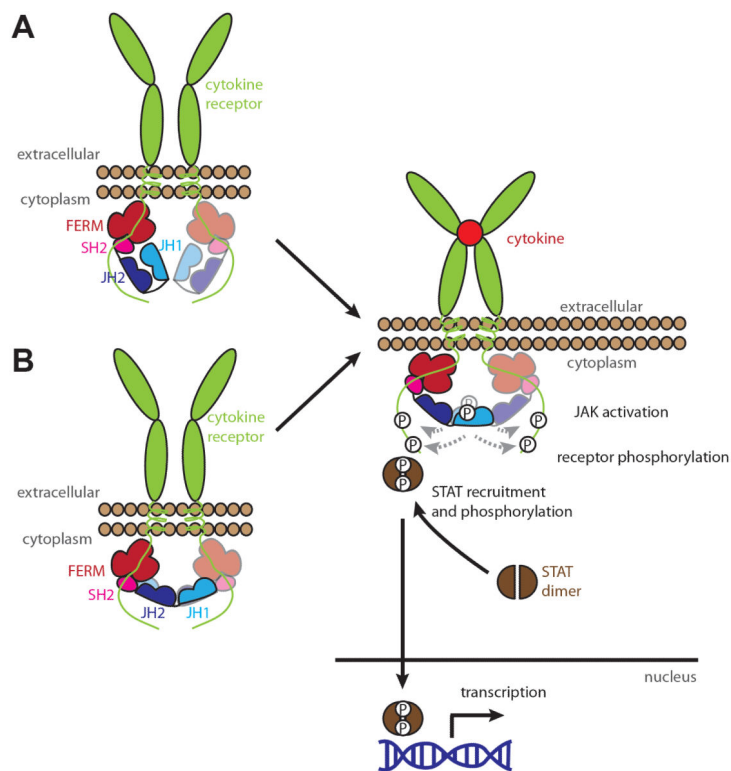 A
cytokine
receptor
extracellular
cytoplasm
FERM
SH2
JH1
JH2
B
cytokine
receptor
extracellular
cytoplasm
FERM
SH2
JH2
JH1
cytokine
extracellular
cytoplasm
P
P
JAK activation
P
P
receptor phosphorylation
P
P
P
P
STAT recruitment
and phosphorylation
STAT
dimer
nucleus
transcription
P
P